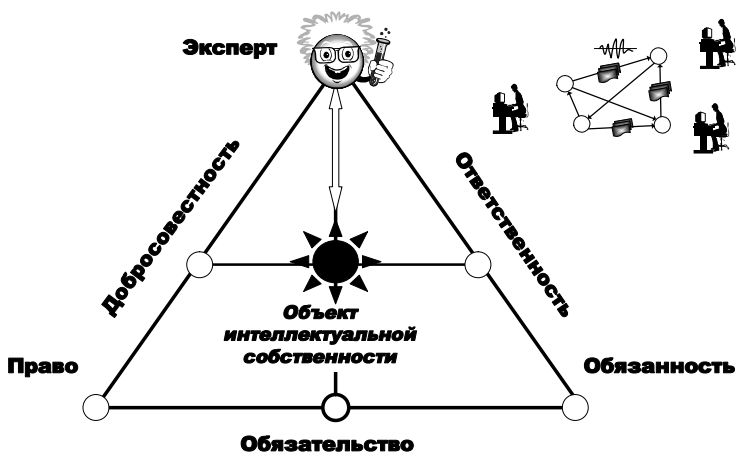 Эксперт
Добросовестность
Ответственность
Объект
интеллектуальной
собственности
Право
Обязанность
Обязательство